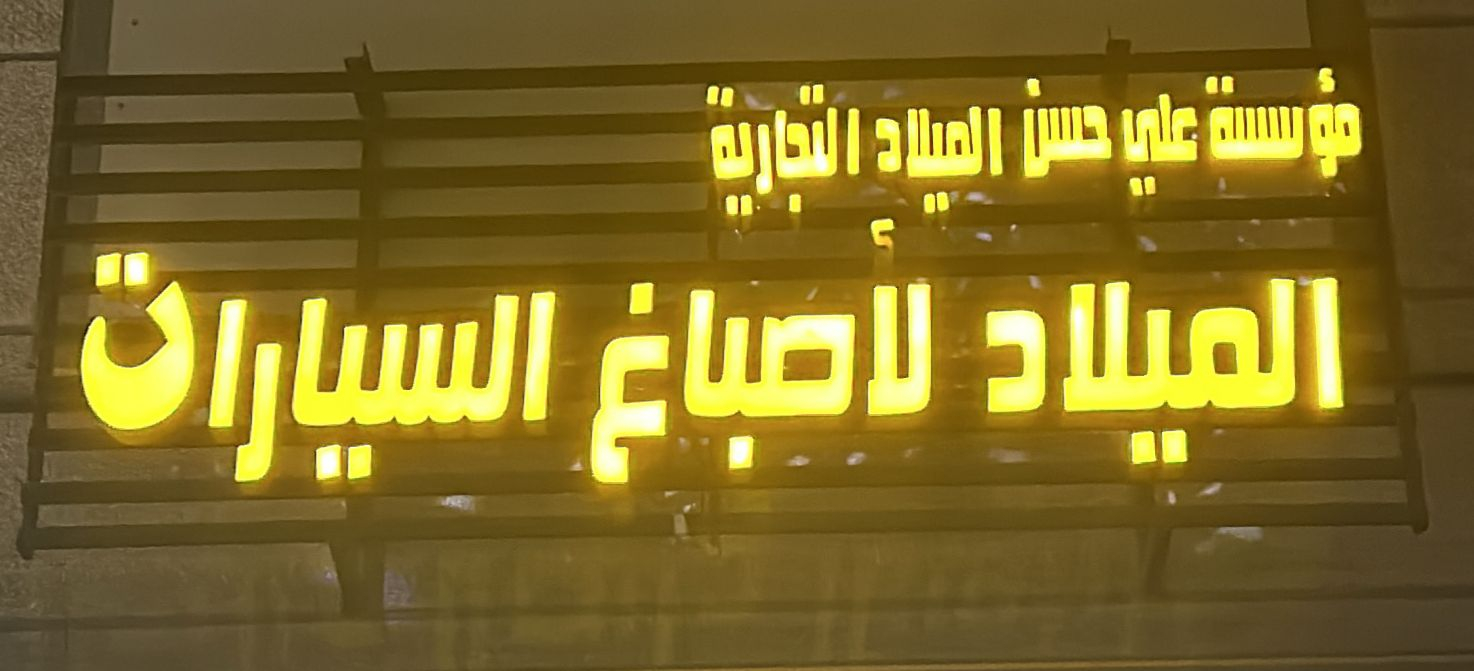 مؤسسة علي حسن الميلاد التجارية
الميلاد لأصباغ السيارات